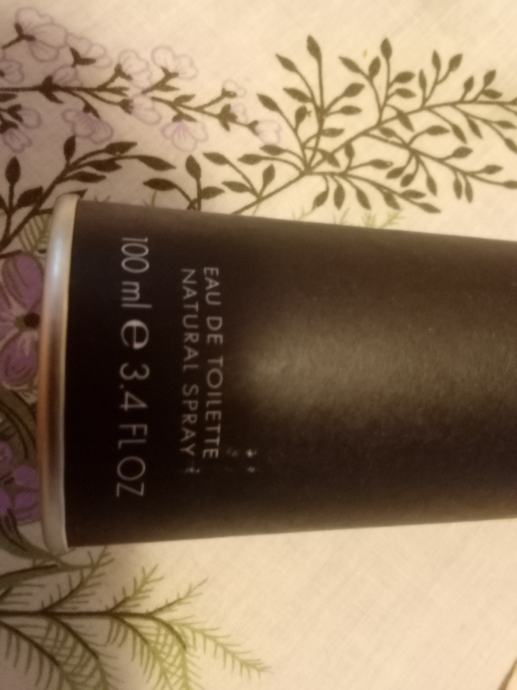 EAU DE TOILETTE
NATURAL SPRAY
100 ml e 3.4 FL OZ